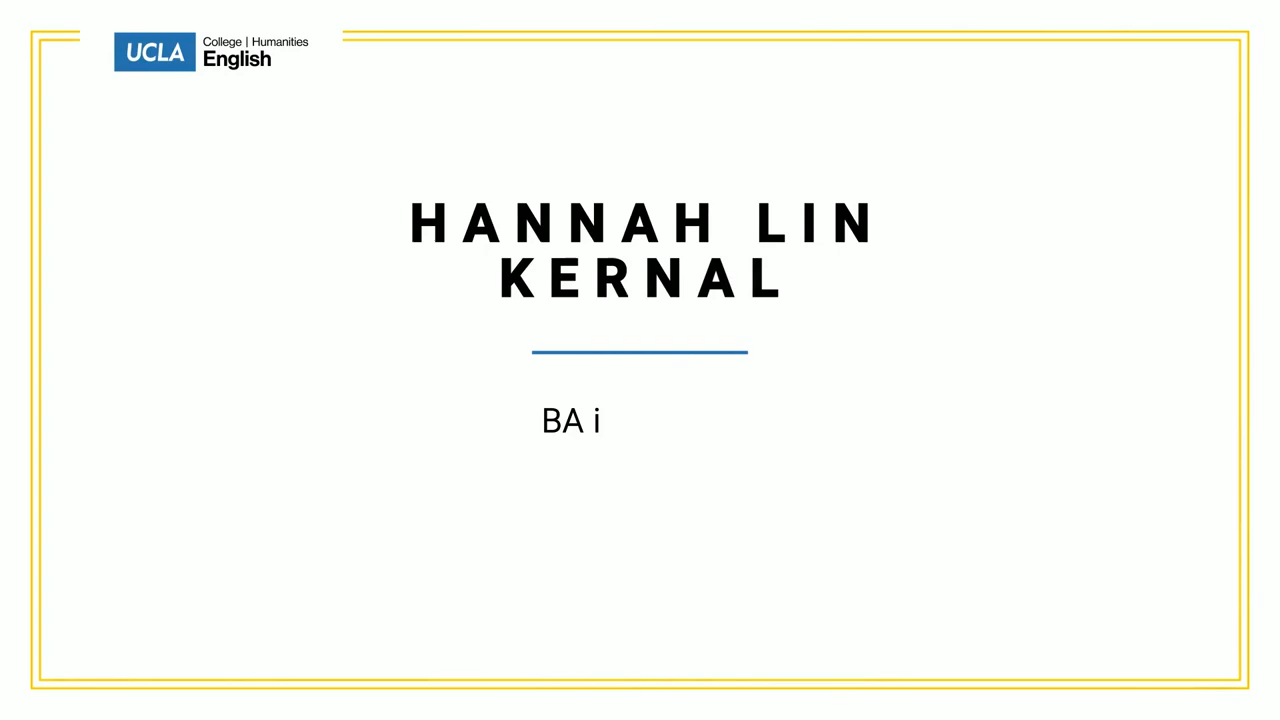 UCLA
College | Humanities
English
HANNAH LIN
KERNAL
BA i